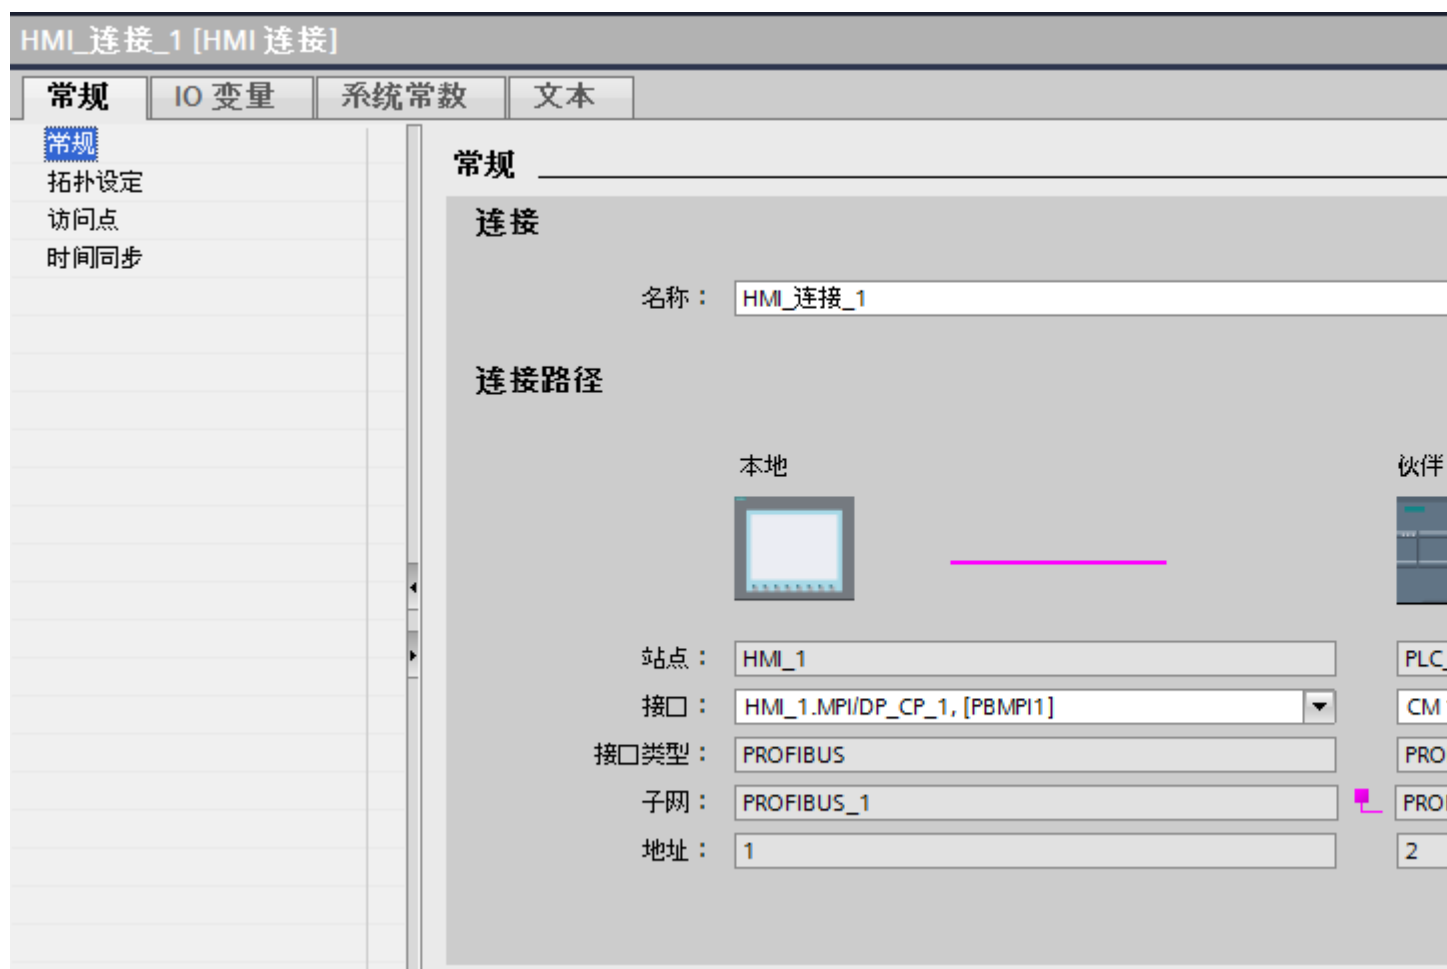 HMI_连接_1 [HMI 连接]
常规 IO 变量 系统常数 文本
常规
拓扑设定
访问点
时间同步
常规
连接
名称： HMI_连接_1
连接路径
本地 伙伴
站点： HMI_1 PLC_
接口： HMI_1.MPI/DP_CP_1, [PBMPI1] CM
接口类型： PROFIBUS PRO
子网： PROFIBUS_1 PRO
地址： 1 2